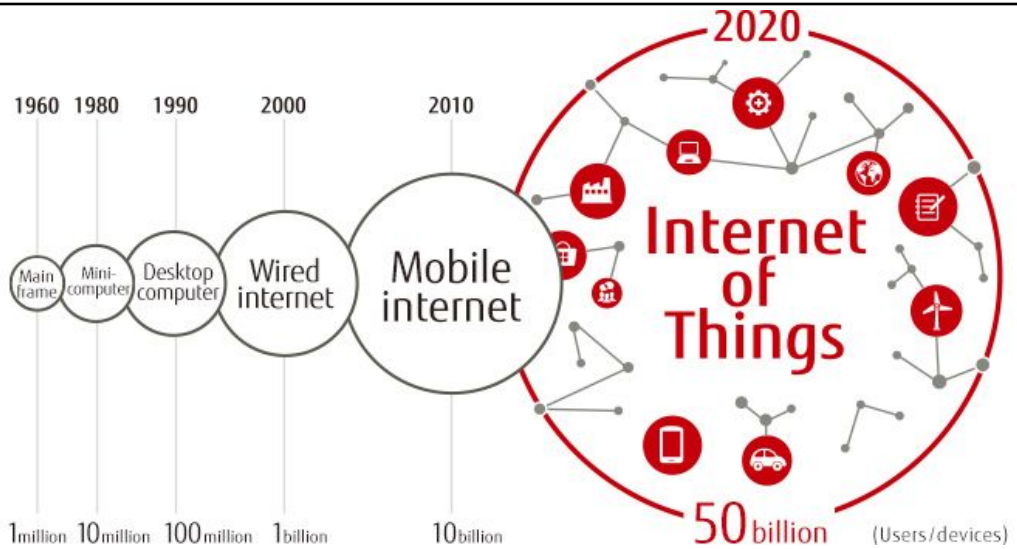 2020
1960 1980 1990 2000 2010
Main
frame
Mini-
computer
Desktop
computer
Wired
internet
Mobile
internet
Internet
of
Things
1million 10million 100million 1billion 10billion 50billion (Users/devices)